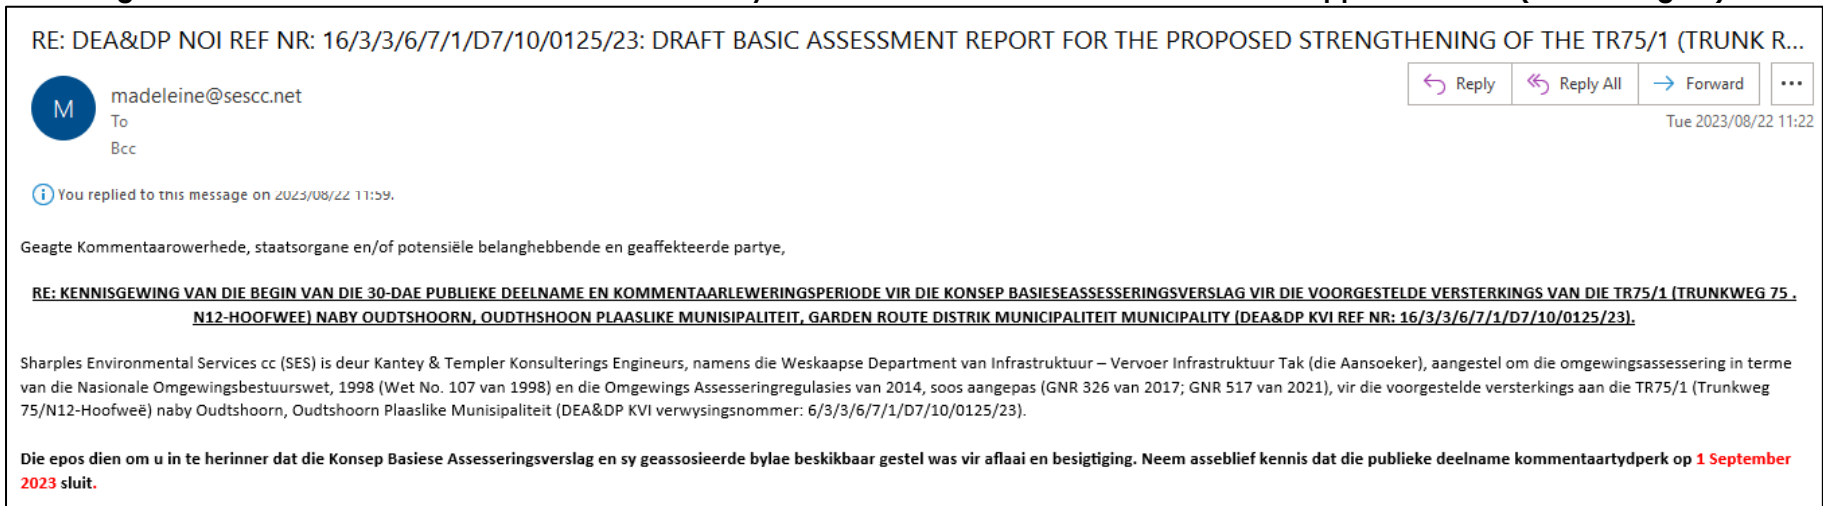 RE: DEA&DP NOI REF NR: 16/3/3/6/7/1/D7/10/0125/23: DRAFT BASIC ASSESSMENT REPORT FOR THE PROPOSED STRENGTHENING OF THE TR75/1 (TRUNK R...
M
madeleine@sescc.net
To
Bcc
Reply
Reply All
Forward
...
Tue 2023/08/22 11:22
You replied to this message on 2023/08/22 11:59.
Geagte Kommentaarowerhede, staatsorgane en/of potensiële belanghebbende en geaffekteerde partye,
RE: KENNISGEWING VAN DIE BEGIN VAN DIE 30-DAE PUBLIEKE DEELNAME EN KOMMENTAARLEWERINGSPERIODE VIR DIE KONSEP BASIESEASSESSERINGSVERSLAG VIR DIE VOORGESTELDE VERSTERKINGS VAN DIE TR75/1 (TRUNKWEG 75 .
N12-HOOFWEE) NABY OUDTSHOORN, OUDTHSHOON PLAASLIKE MUNISIPALITEIT, GARDEN ROUTE DISTRIK MUNICIPALITEIT MUNICIPALITY (DEA&DP KVI REF NR: 16/3/3/6/7/1/D7/10/0125/23).
Sharples Environmental Services cc (SES) is deur Kantey & Templer Konsulterings Engineurs, namens die Weskaapse Department van Infrastruktuur – Vervoer Infrastruktuur Tak (die Aansoeker), aangestel om die omgewingsassessering in terme
van die Nasionale Omgewingsbestuurswet, 1998 (Wet No. 107 van 1998) en die Omgewings Assesseringregulasies van 2014, soos aangepas (GNR 326 van 2017; GNR 517 van 2021), vir die voorgestelde versterkings aan die TR75/1 (Trunkweg
75/N12-Hoofweë) naby Oudtshoorn, Oudtshoorn Plaaslike Munisipaliteit (DEA&DP KVI verwysingsnommer: 6/3/3/6/7/1/D7/10/0125/23).
Die epos dien om u in te herinner dat die Konsep Basiese Assesseringsverslag en sy geassosieerde bylae beskikbaar gestel was vir aflaai en besigtiging. Neem asseblief kennis dat die publieke deelname kommentaartydperk op 1 September
2023 sluit.